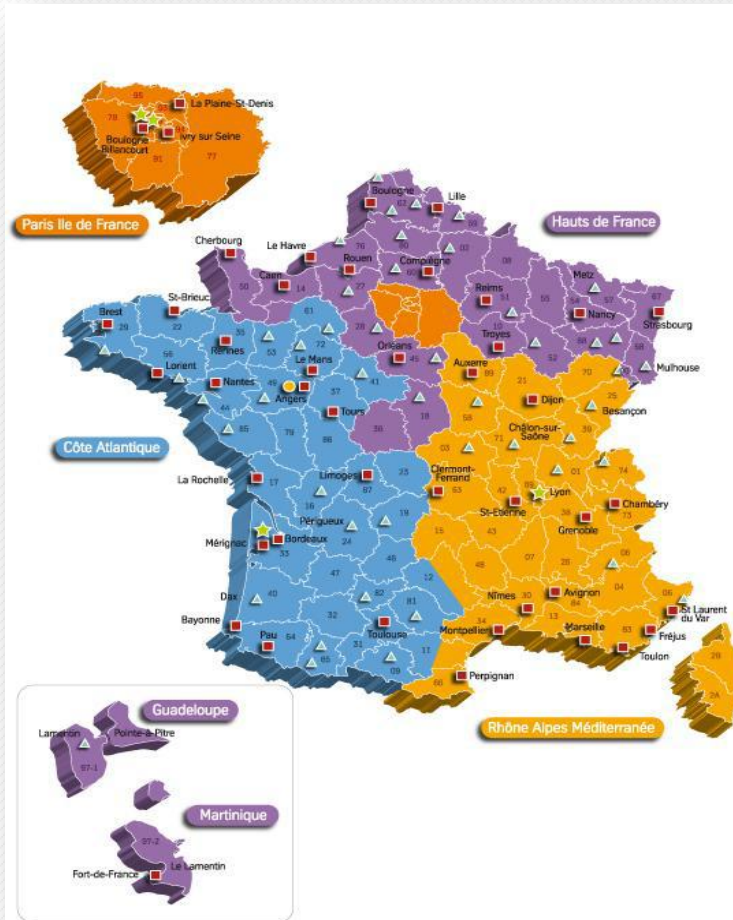 95
La Plaine-St-Denis
78
93
94
Ivry sur Seine
Boulogne
Billancourt
91
77
Paris Ile de France
Hauts de France
Boulogne
Lille
62
59
Cherbourg
Le Havre
76
80
Rouen
Compiègne
60
02
08
Caen
50
14
27
Reims
51
55
Metz
54
57
67
Nancy
Strasbourg
St-Brieuc
Brest
29
22
61
28
10
Troyes
52
88
68
Mulhouse
35
Rennes
53
72
Le Mans
Orléans
45
Auxerre
89
70
90
56
Lorient
Nantes
49
Angers
41
37
Tours
21
Dijon
25
Besançon
44
85
79
86
36
18
58
Châlon-sur-
Saône
71
39
Côte Atlantique
03
La Rochelle
17
Limoges
87
23
Clermont-
Ferrand
63
01
74
69
Lyon
42
St-Etienne
Chambéry
73
38
Grenoble
16
Périgueux
24
19
Mérignac
Bordeaux
33
15
43
46
47
48
07
26
05
04
Dax
40
12
82
81
32
Nîmes
30
Avignon
84
06
St Laurent
du Var
Bayonne
64
Pau
31
Toulouse
34
Montpellier
13
Marseille
83
Fréjus
Toulon
65
09
11
66
Perpignan
2B
2A
Rhône Alpes Méditerranée
Guadeloupe
Lamentin
Pointe-à-Pitre
97-1
Martinique
97-2
Le Lamentin
Fort-de-France